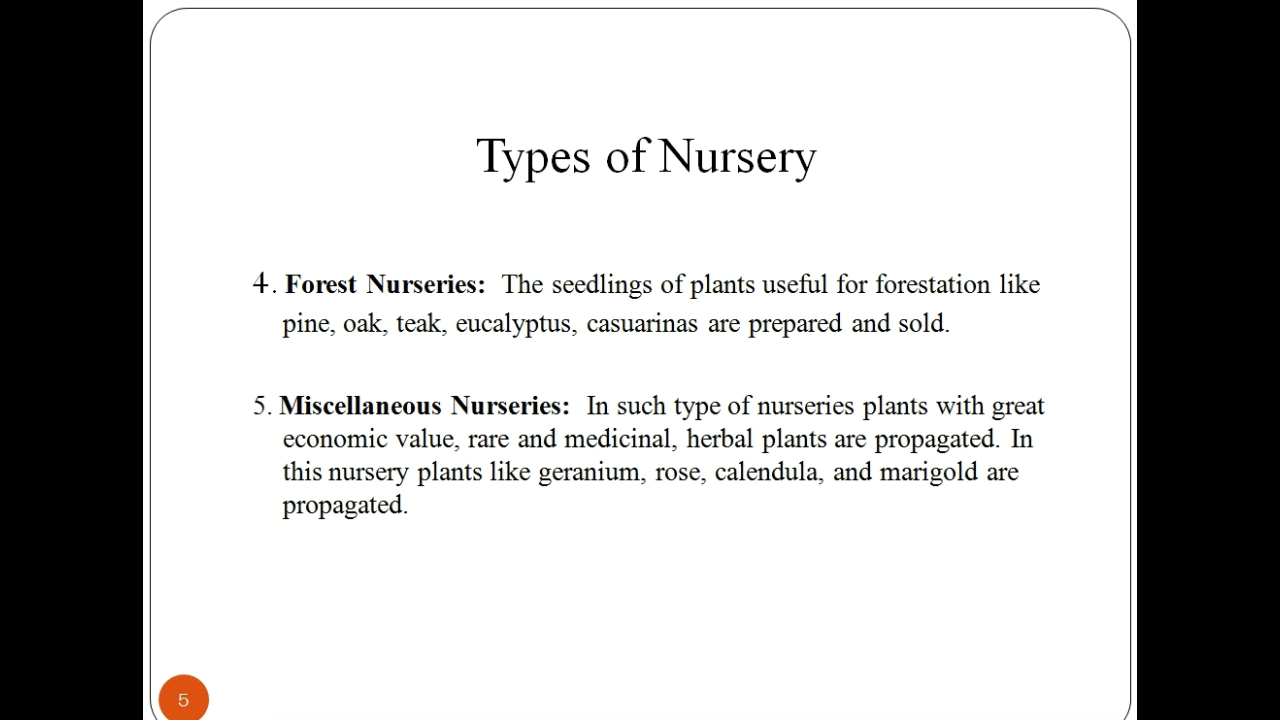 Types of Nursery
4. Forest Nurseries: The seedlings of plants useful for forestation like
pine, oak, teak, eucalyptus, casuarinas are prepared and sold.
5. Miscellaneous Nurseries: In such type of nurseries plants with great
economic value, rare and medicinal, herbal plants are propagated. In
this nursery plants like geranium, rose, calendula, and marigold are
propagated.
5